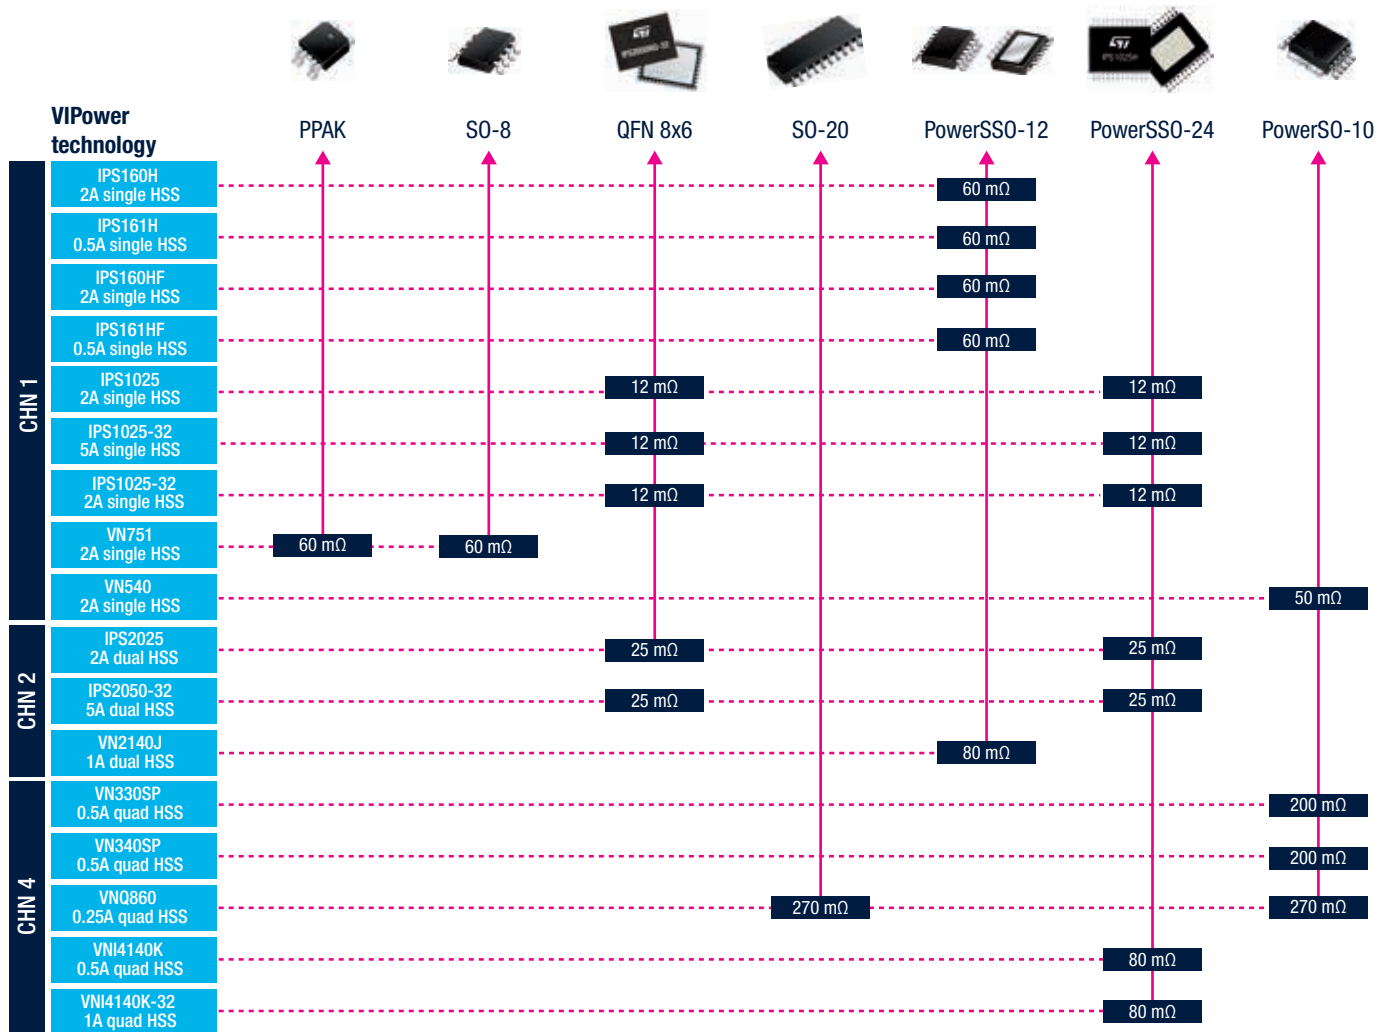 IPS2050HQ-32
IPS1025H
VIPower
technology
PPAK
SO-8
QFN 8x6
SO-20
PowerSSO-12
PowerSSO-24
PowerSO-10
CHN 1
IPS160H
2A single HSS
60 mΩ
IPS161H
0.5A single HSS
60 mΩ
IPS160HF
2A single HSS
60 mΩ
IPS161HF
0.5A single HSS
60 mΩ
IPS1025
2A single HSS
12 mΩ
12 mΩ
IPS1025-32
5A single HSS
12 mΩ
12 mΩ
IPS1025-32
2A single HSS
12 mΩ
12 mΩ
VN751
2A single HSS
60 mΩ
60 mΩ
VN540
2A single HSS
50 mΩ
CHN 2
IPS2025
2A dual HSS
25 mΩ
25 mΩ
IPS2050-32
5A dual HSS
25 mΩ
25 mΩ
VN2140J
1A dual HSS
80 mΩ
CHN 4
VN330SP
0.5A quad HSS
200 mΩ
VN340SP
0.5A quad HSS
200 mΩ
VNQ860
0.25A quad HSS
270 mΩ
270 mΩ
VNI4140K
0.5A quad HSS
80 mΩ
VNI4140K-32
1A quad HSS
80 mΩ